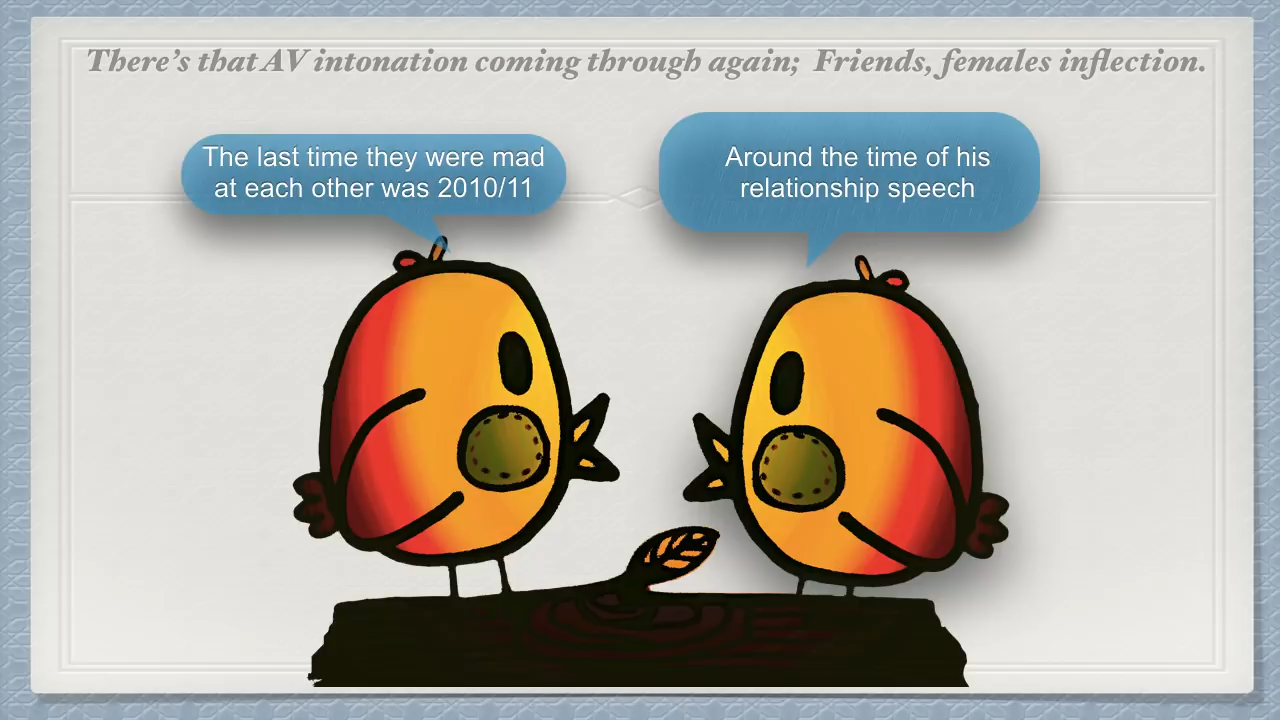 There’s that AV intonation coming through again;  Friends, females inflection.
The last time they were mad
at each other was 2010/11
Around the time of his
relationship speech